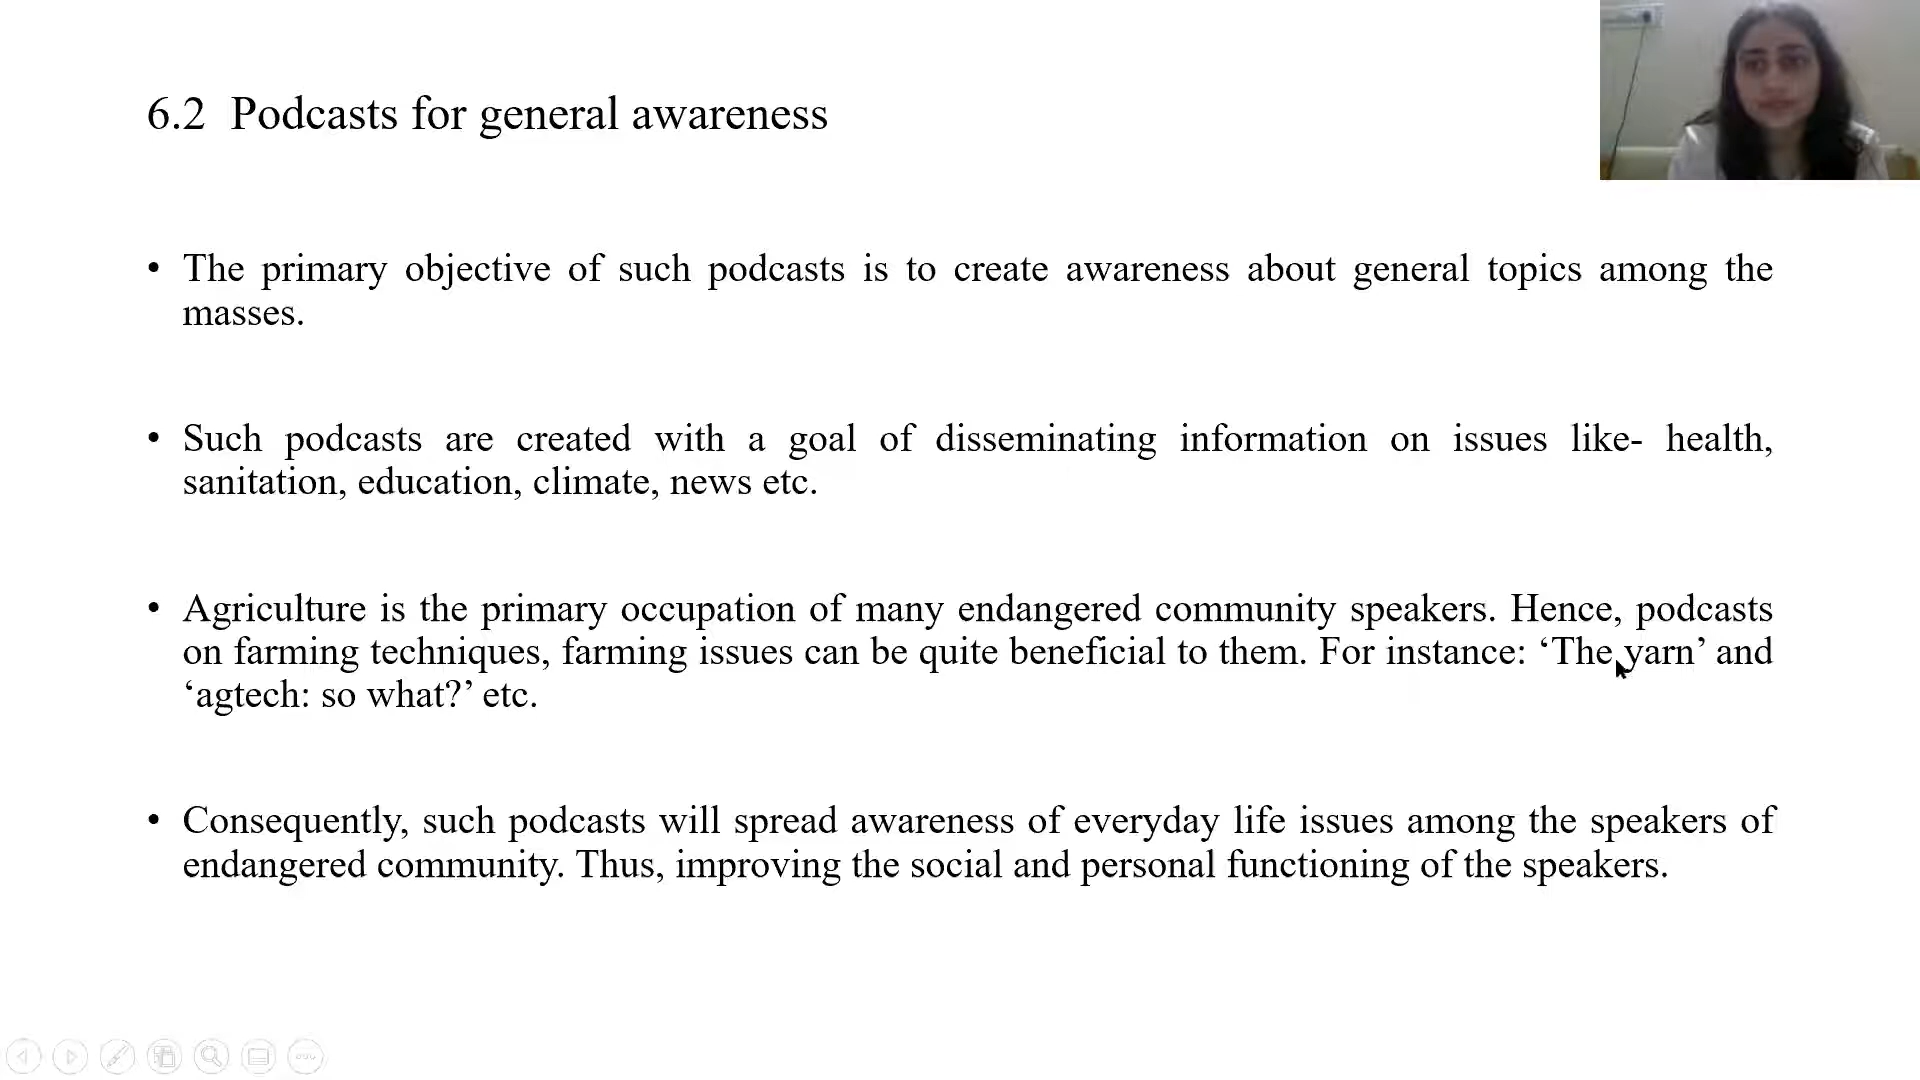 6.2 Podcasts for general awareness
• The primary objective of such podcasts is to create awareness about general topics among the
masses.
• Such podcasts are created with a goal of disseminating information on issues like- health,
sanitation, education, climate, news etc.
• Agriculture is the primary occupation of many endangered community speakers. Hence, podcasts
on farming techniques, farming issues can be quite beneficial to them. For instance: ‘The yarn’ and
‘agtech: so what?’ etc.
• Consequently, such podcasts will spread awareness of everyday life issues among the speakers of
endangered community. Thus, improving the social and personal functioning of the speakers.